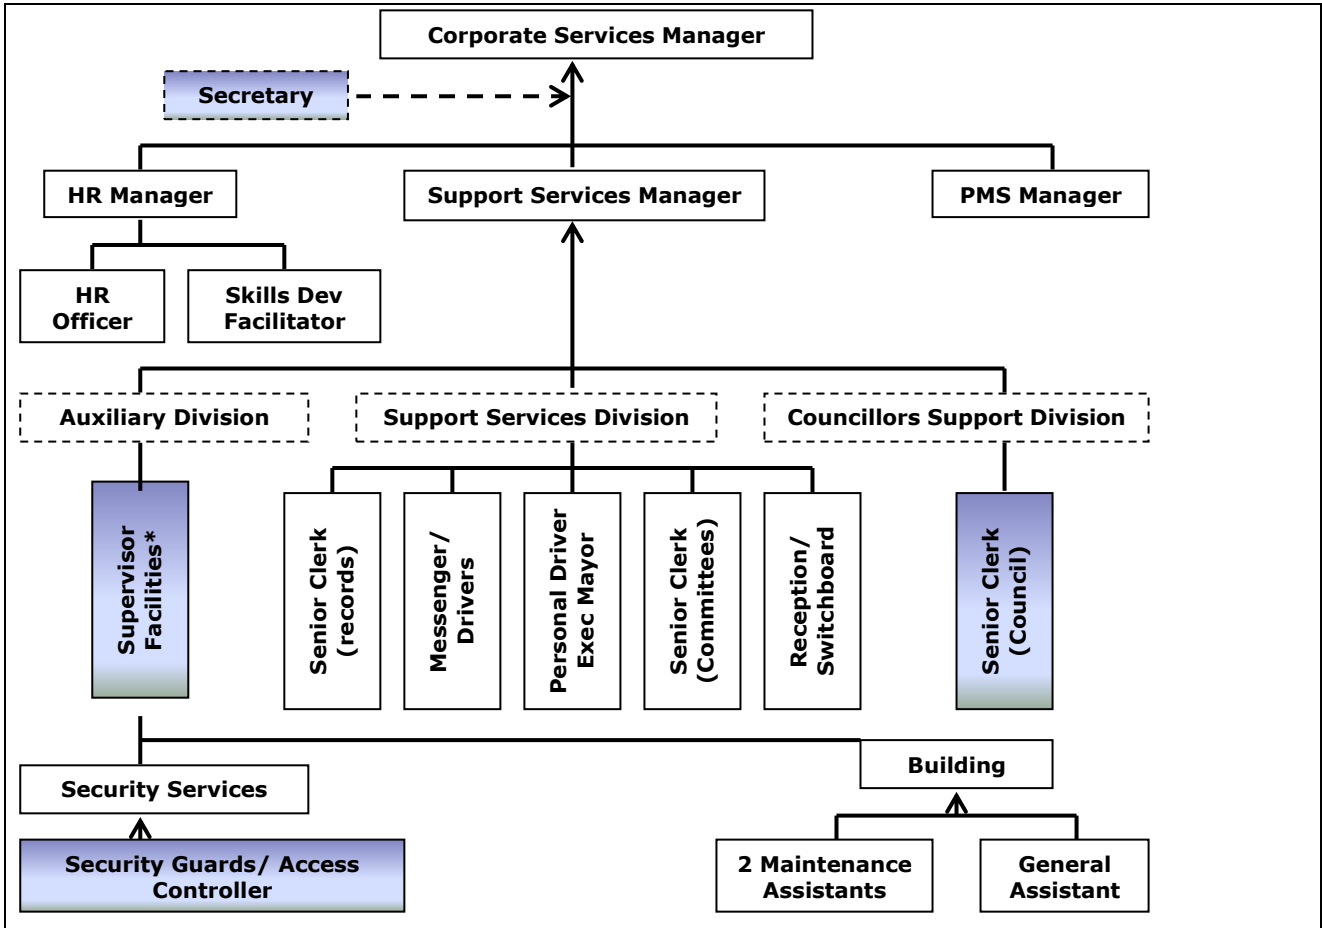 Corporate Services Manager
Secretary
HR Manager
Support Services Manager
PMS Manager
HR
Officer
Skills Dev
Facilitator
Auxiliary Division
Support Services Division
Councillors Support Division
Supervisor
Facilities*
Senior Clerk
(records)
Messenger/
Drivers
Personal Driver
Exec Mayor
Senior Clerk
(Committees)
Reception/
Switchboard
Senior Clerk
(Council)
Security Services
Building
Security Guards/ Access
Controller
2 Maintenance
Assistants
General
Assistant